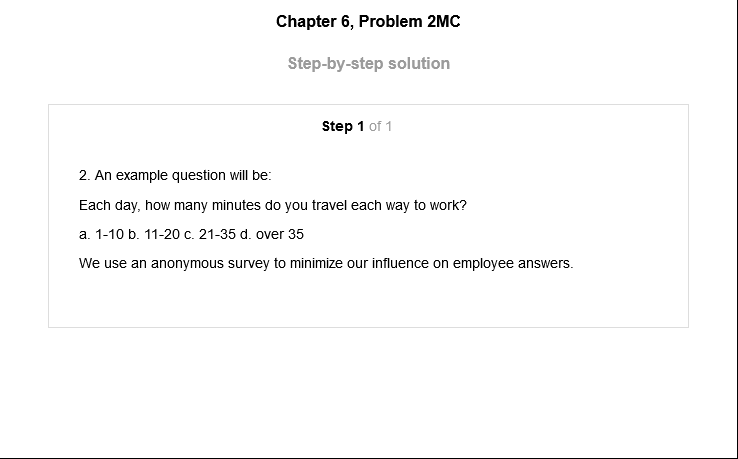 Chapter 6, Problem 2MC
Step-by-step solution
Step 1 of 1
2. An example question will be:
Each day, how many minutes do you travel each way to work?
a. 1-10 b. 11-20 c. 21-35 d. over 35
We use an anonymous survey to minimize our influence on employee answers.